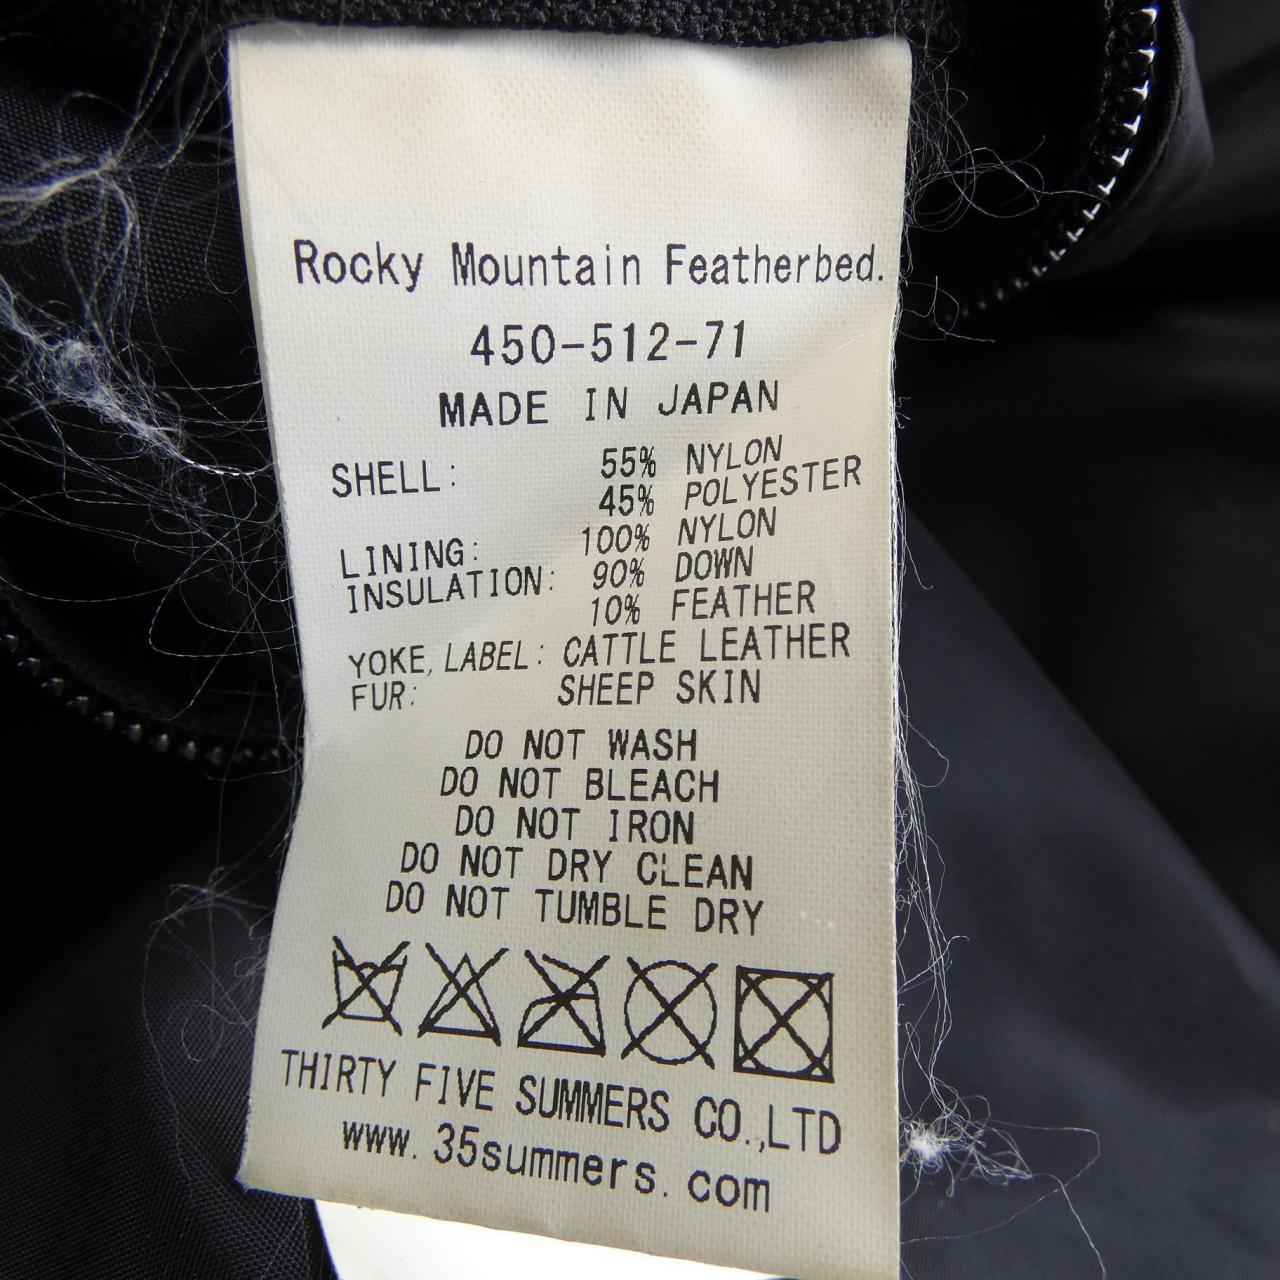 Rocky Mountain Featherbed.
450-512-71
MADE IN JAPAN
SHELL: 55% NYLON
45% POLYESTER
LINING: 100% NYLON
INSULATION: 90% DOWN
10% FEATHER
YOKE, LABEL: CATTLE LEATHER
FUR: SHEEP SKIN
DO NOT WASH
DO NOT BLEACH
DO NOT IRON
DO NOT DRY CLEAN
DO NOT TUMBLE DRY
THIRTY FIVE SUMMERS CO.,LTD
www.35summers.com